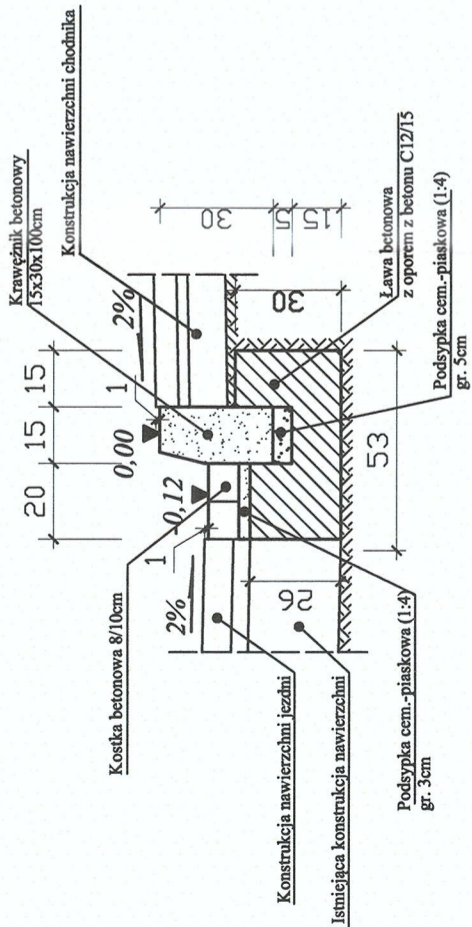 Krawężnik betonowy
15x30x100cm
Konstrukcja nawierzchni chodnika
Kostka betonowa 8/10cm
20
15
15
1
2%
0,00
1
-0,12
2%
30
5
15
30
26
53
Konstrukcja nawierzchni jezdni
Istniejąca konstrukcja nawierzchni
Podsypka cem.-piaskowa (1:4)
gr. 3cm
Ława betonowa
z oporem z betonu C12/15
Podsypka cem.-piaskowa (1:4)
gr. 5cm